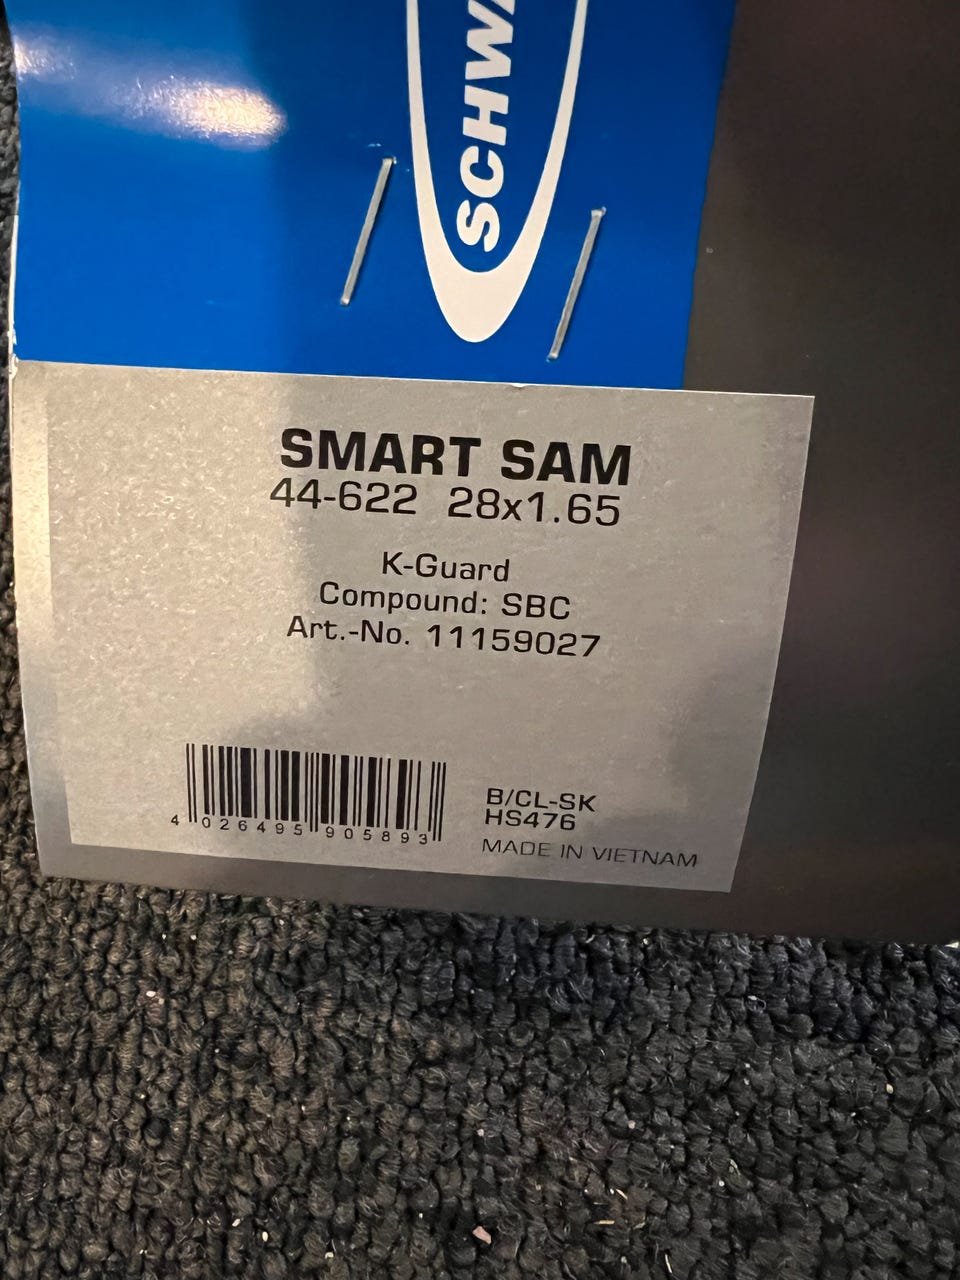 SCHWA
SMART SAM
44-622 28x1.65
K-Guard
Compound: SBC
Art.-No. 11159027
4 026495 905893
B/CL-SK
HS476
MADE IN VIETNAM